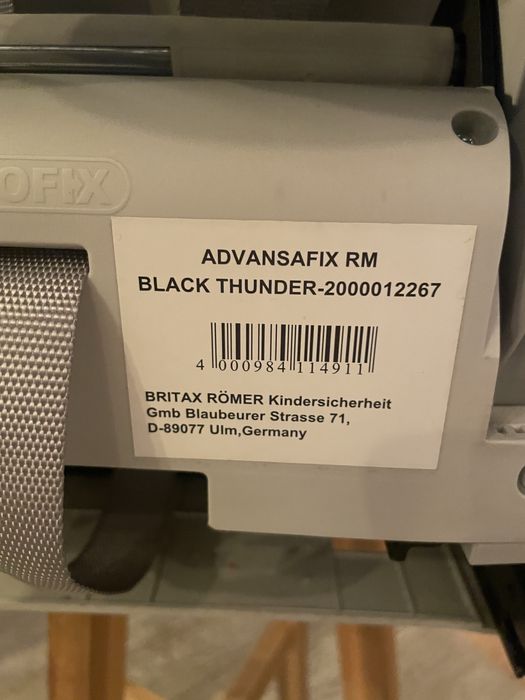 OFIX
ADVANSAFIX RM
BLACK THUNDER-2000012267
4 000984 114911
BRITAX RÖMER Kindersicherheit
Gmb Blaubeurer Strasse 71,
D-89077 Ulm,Germany